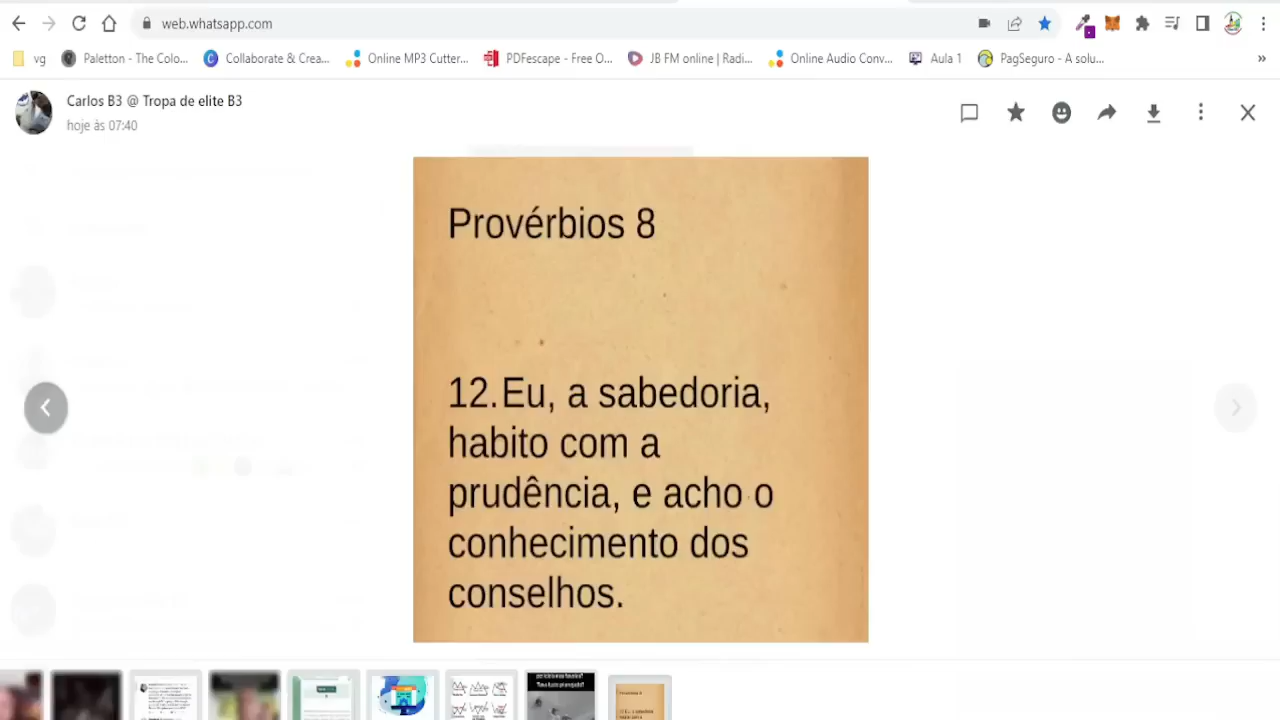 web.whatsapp.com
vg
Paletton - The Colo...
Collaborate & Crea...
Online MP3 Cutter...
PDFescape - Free O...
JB FM online | Radi...
Online Audio Conv...
Aula 1
PagSeguro - A solu...
»
Carlos B3 @ Tropa de elite B3
hoje às 07:40
Provérbios 8
12.Eu, a sabedoria,
habito com a
prudência, e acho o
conhecimento dos
conselhos.